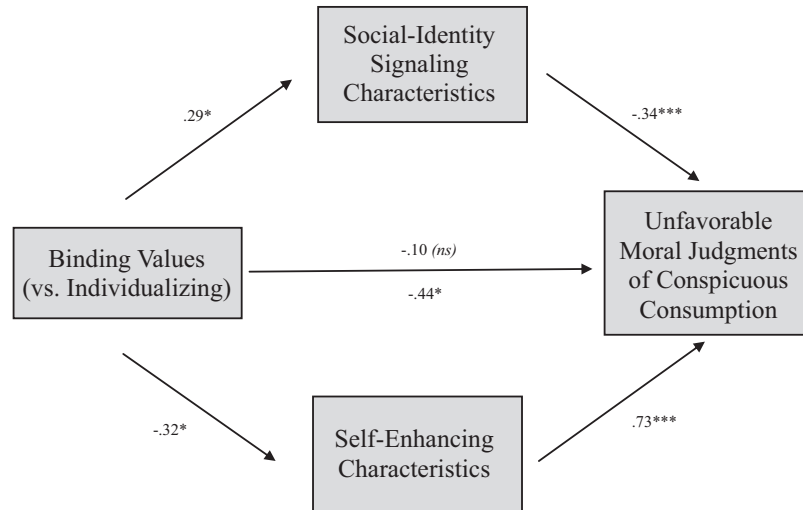 Social-Identity
Signaling
Characteristics
.29*
-.34***
Binding Values
(vs. Individualizing)
-.10 (ns)
-.44*
Unfavorable
Moral Judgments
of Conspicuous
Consumption
-.32*
.73***
Self-Enhancing
Characteristics